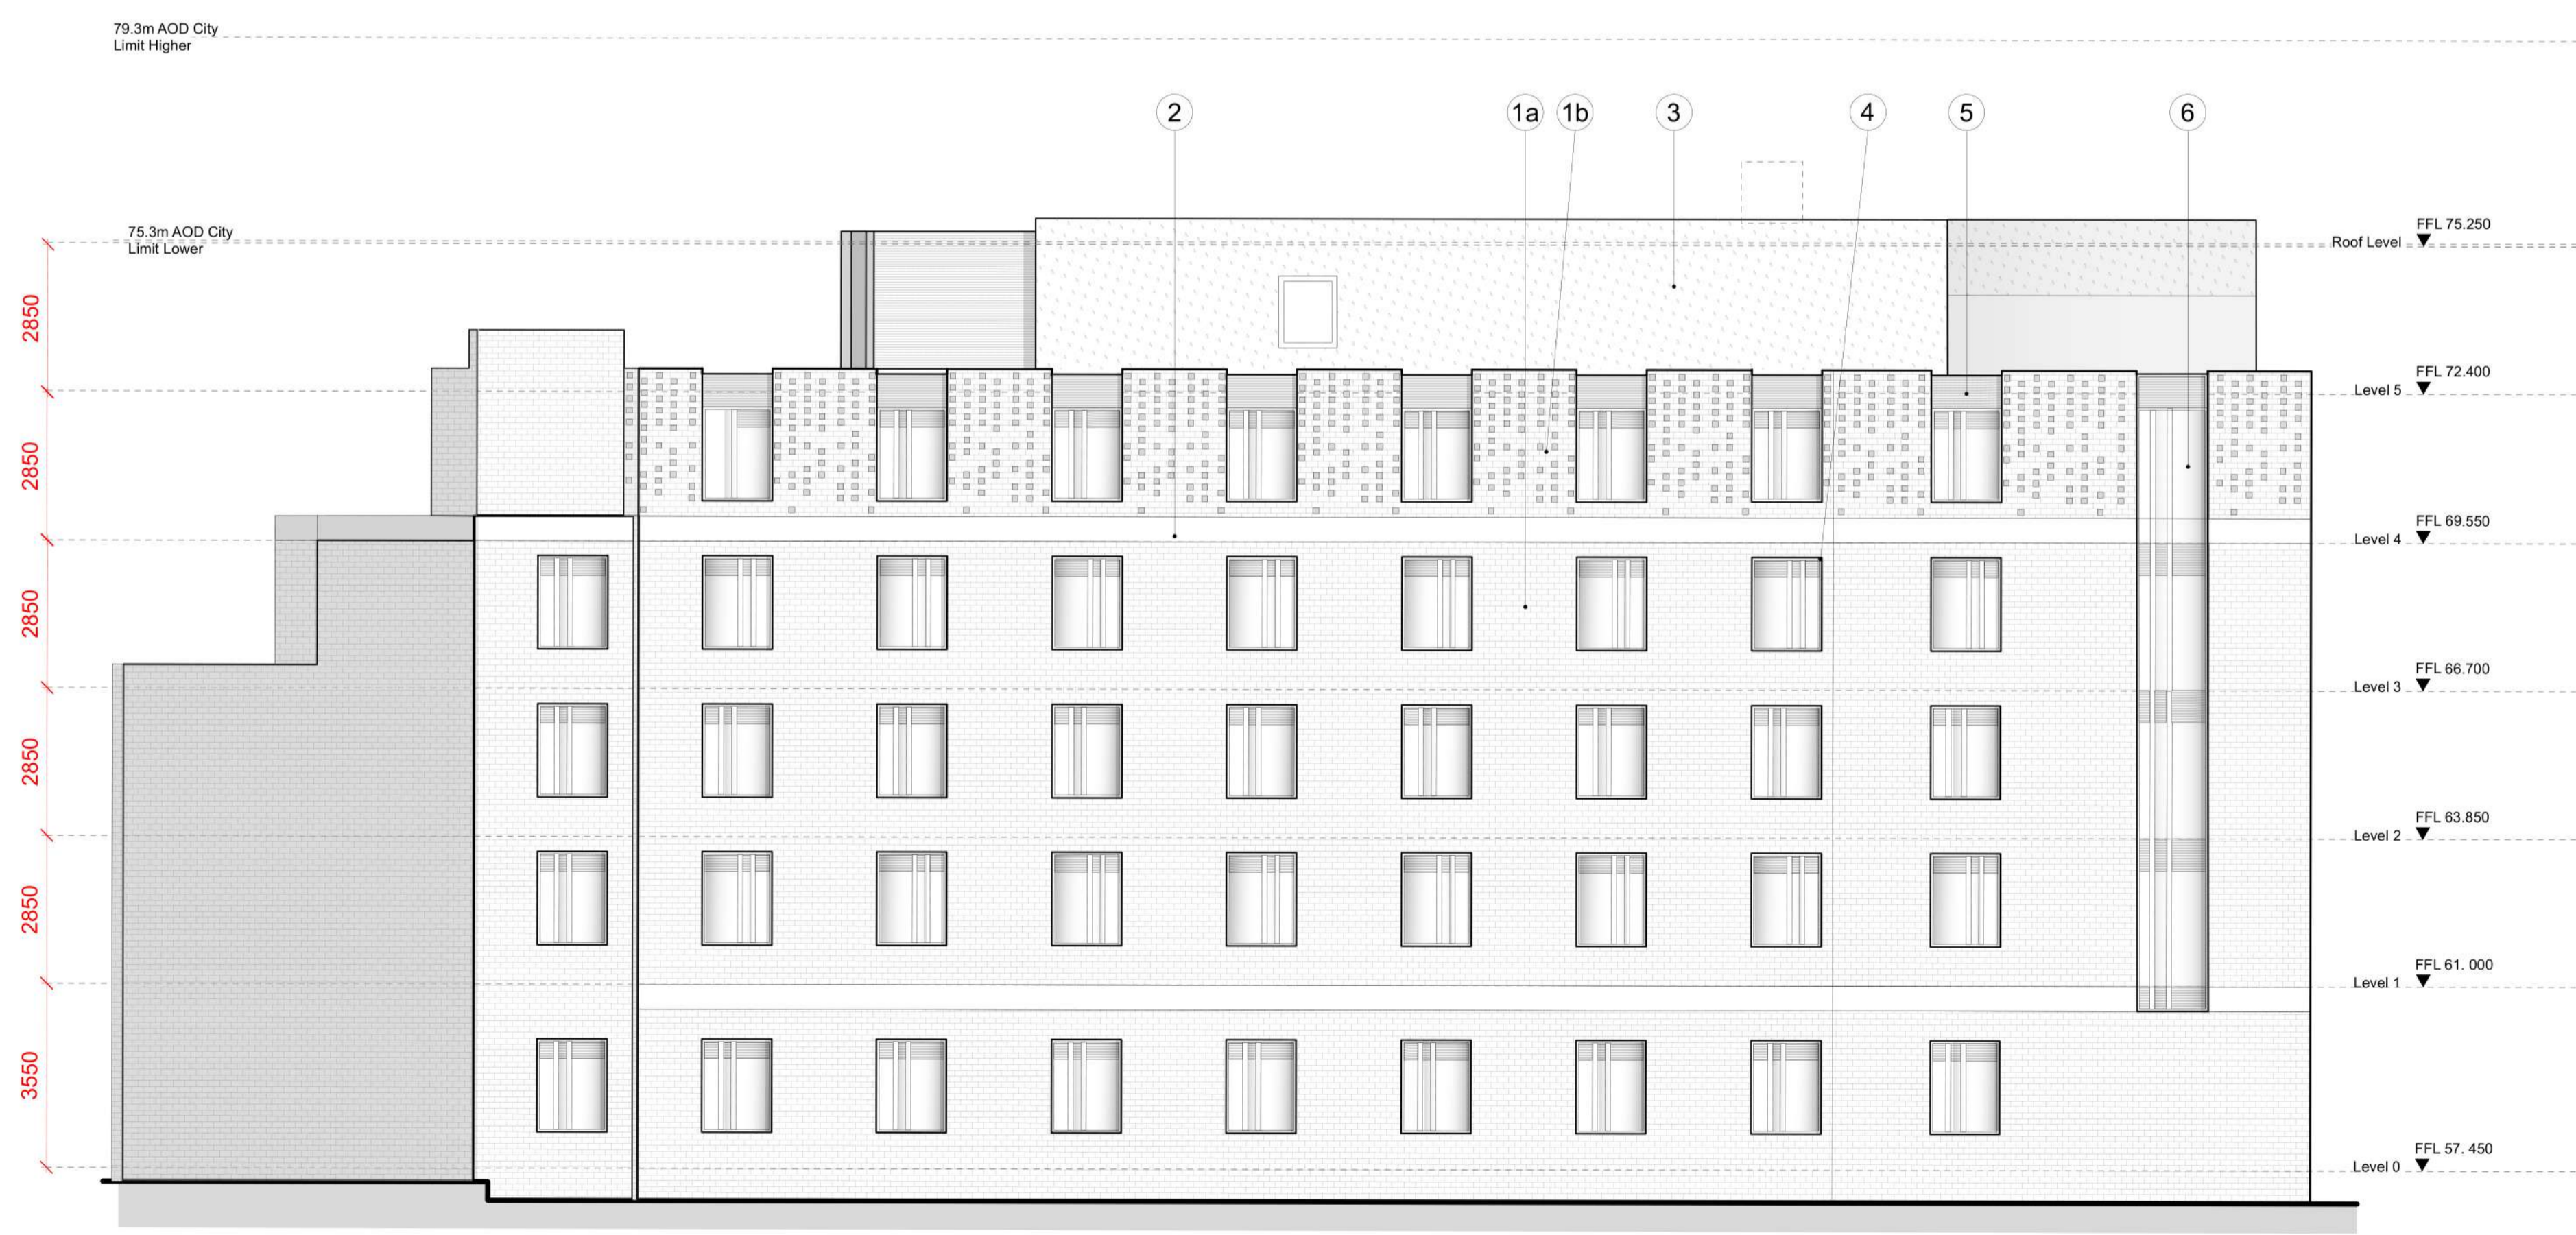 79.3m AOD City
Limit Higher
2
1a
1b
3
4
5
6
75.3m AOD City
Limit Lower
FFL 75.250
Roof Level
2850
FFL 72.400
Level 5
2850
FFL 69.550
Level 4
2850
FFL 66.700
Level 3
2850
FFL 63.850
Level 2
2850
FFL 61. 000
Level 1
3550
FFL 57. 450
Level 0